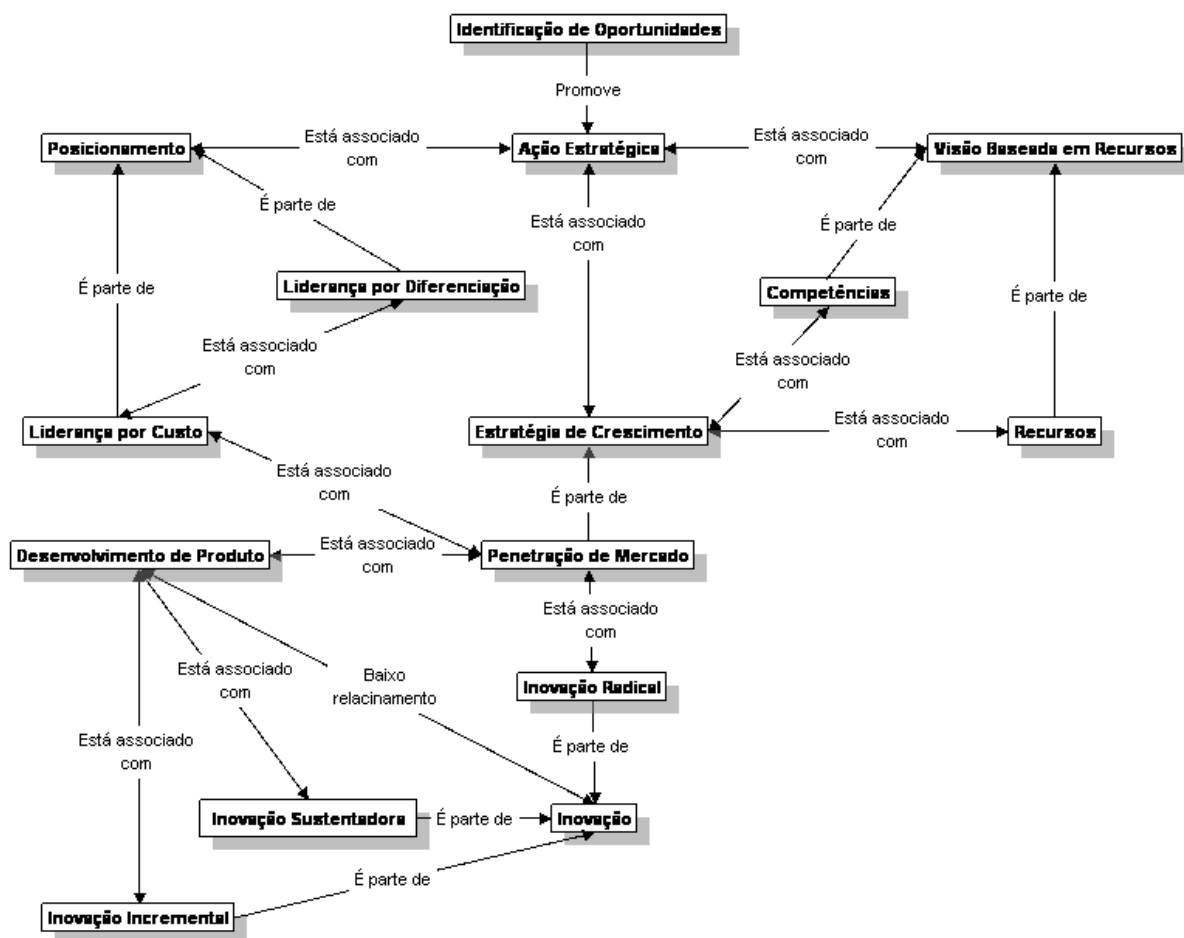 Identificação de Oportunidades
Promove
Está associado
com
Está associado
com
Posicionamento
Ação Estratégica
Visão Baseada em Recursos
É parte de
Está associado
com
É parte de
Liderança por Diferenciação
Competências
É parte de
É parte de
Está associado
com
Está associado
com
Liderança por Custo
Estratégia de Crescimento
Está associado
com
Recursos
Está associado
com
É parte de
Desenvolvimento de Produto
Está associado
com
Penetração de Mercado
Está associado
com
Está associado
com
Baixo
relacinamento
Inovação Radical
Está associado
com
É parte de
Inovação Sustentadora
É parte de
Inovação
É parte de
Inovação Incremental